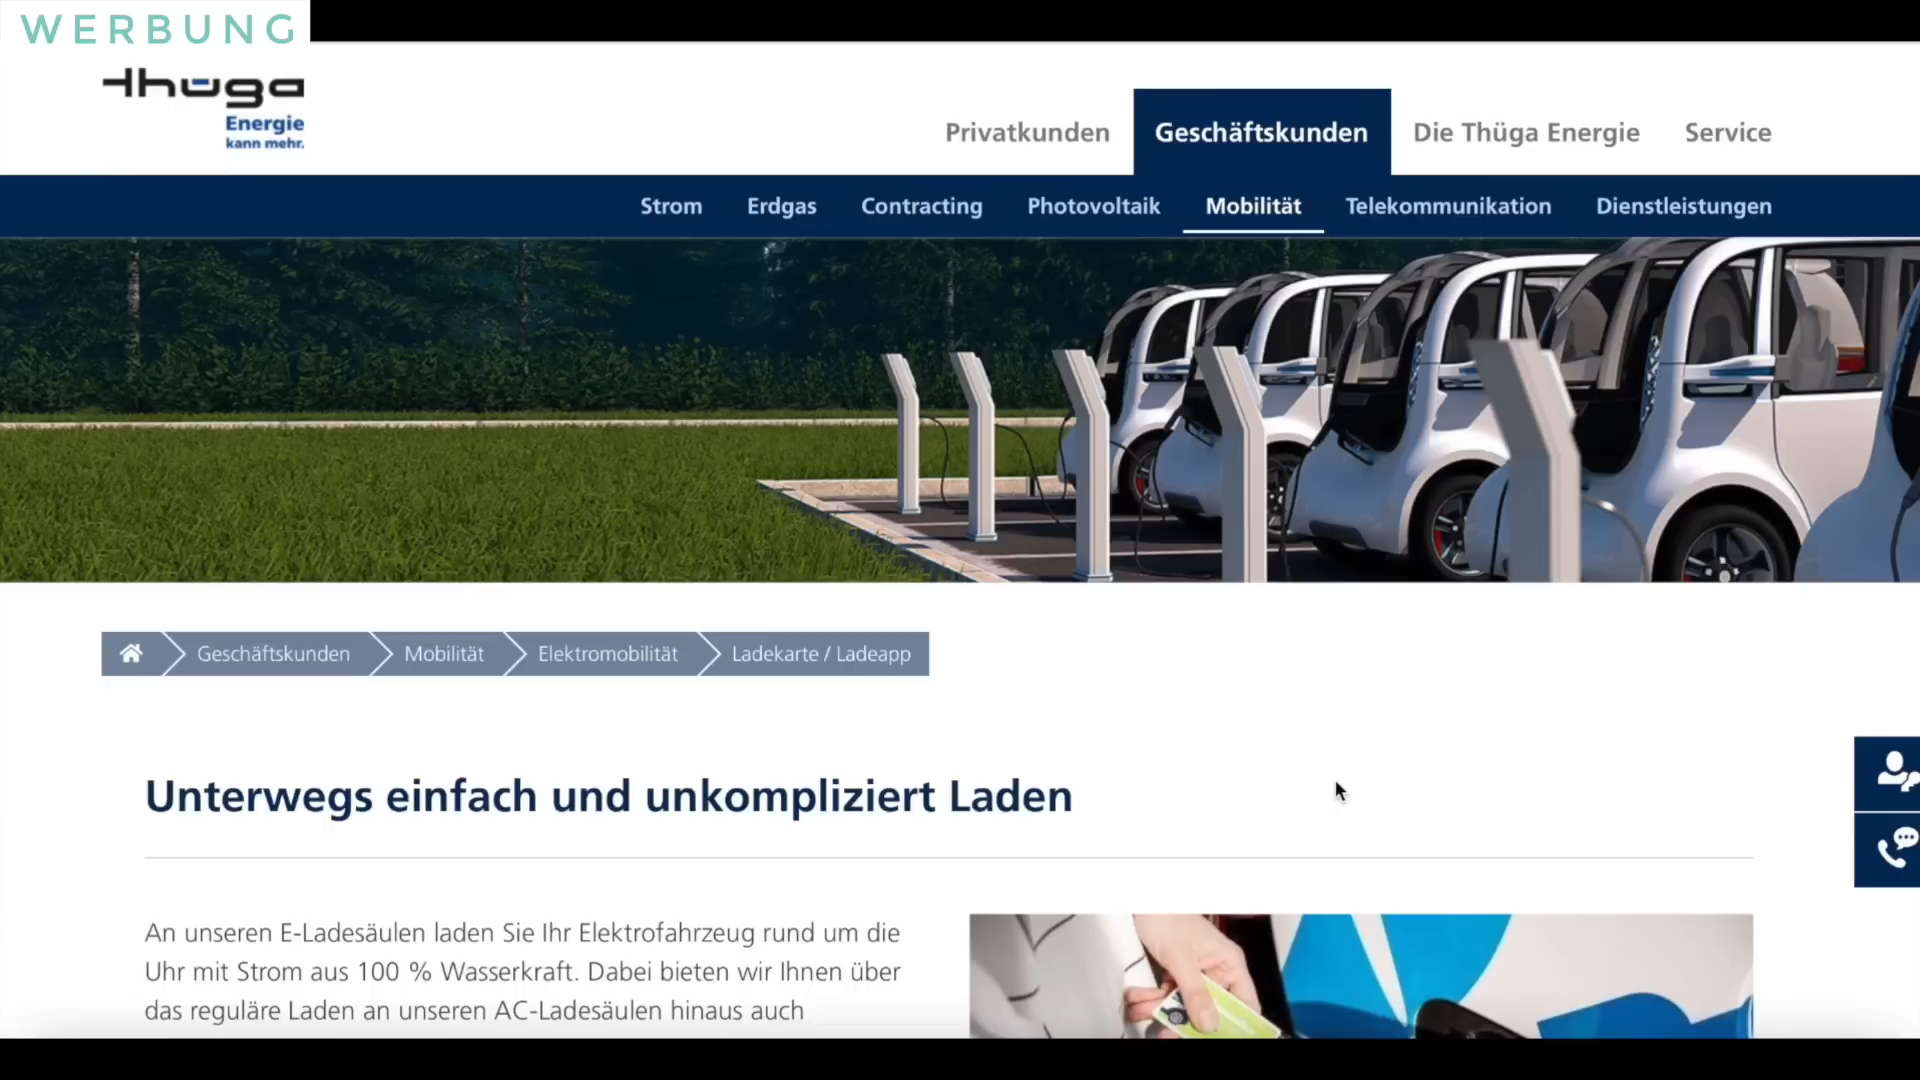 WERBUNG
thüga
Energie
kann mehr.
Privatkunden Geschäftskunden Die Thüga Energie Service
Strom Erdgas Contracting Photovoltaik Mobilität Telekommunikation Dienstleistungen
Geschäftskunden Mobilität Elektromobilität Ladekarte / Ladeapp
Unterwegs einfach und unkompliziert Laden
An unseren E-Ladesäulen laden Sie Ihr Elektrofahrzeug rund um die
Uhr mit Strom aus 100 % Wasserkraft. Dabei bieten wir Ihnen über
das reguläre Laden an unseren AC-Ladesäulen hinaus auch